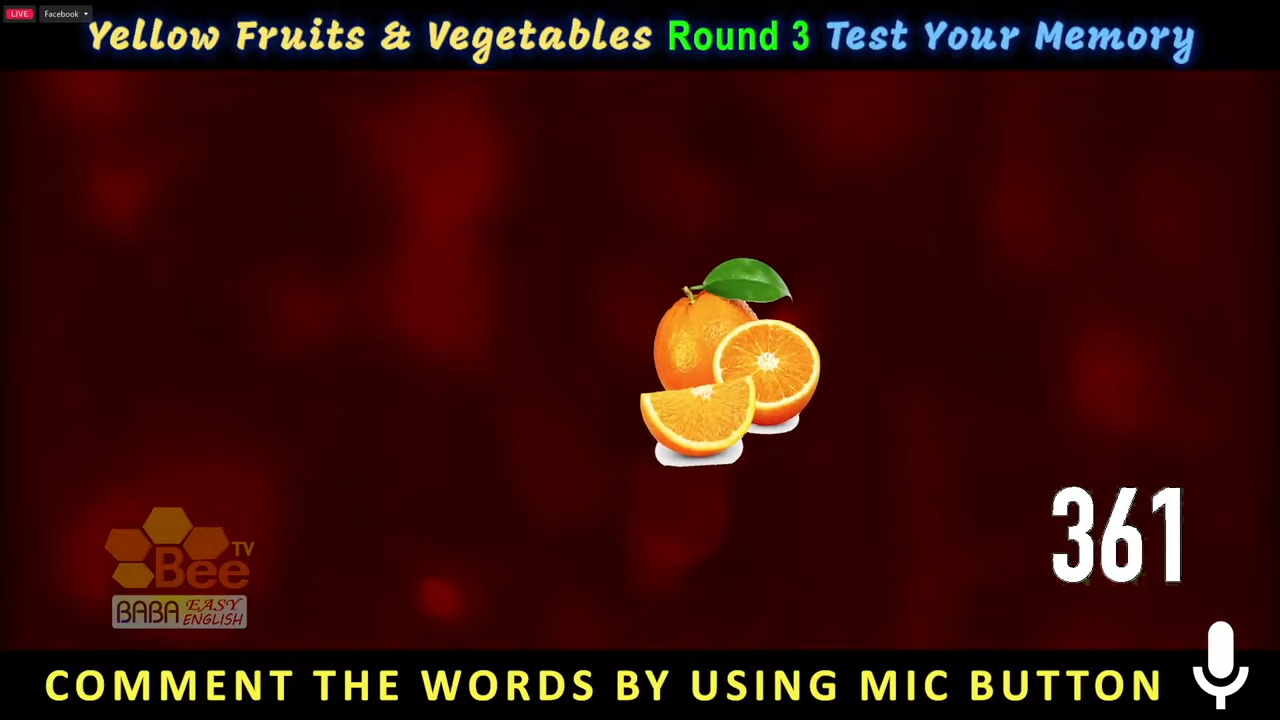 LIVE Facebook
Yellow Fruits & Vegetables Round 3 Test Your Memory
361
Bee TV
BABA EASY ENGLISH
COMMENT THE WORDS BY USING MIC BUTTON